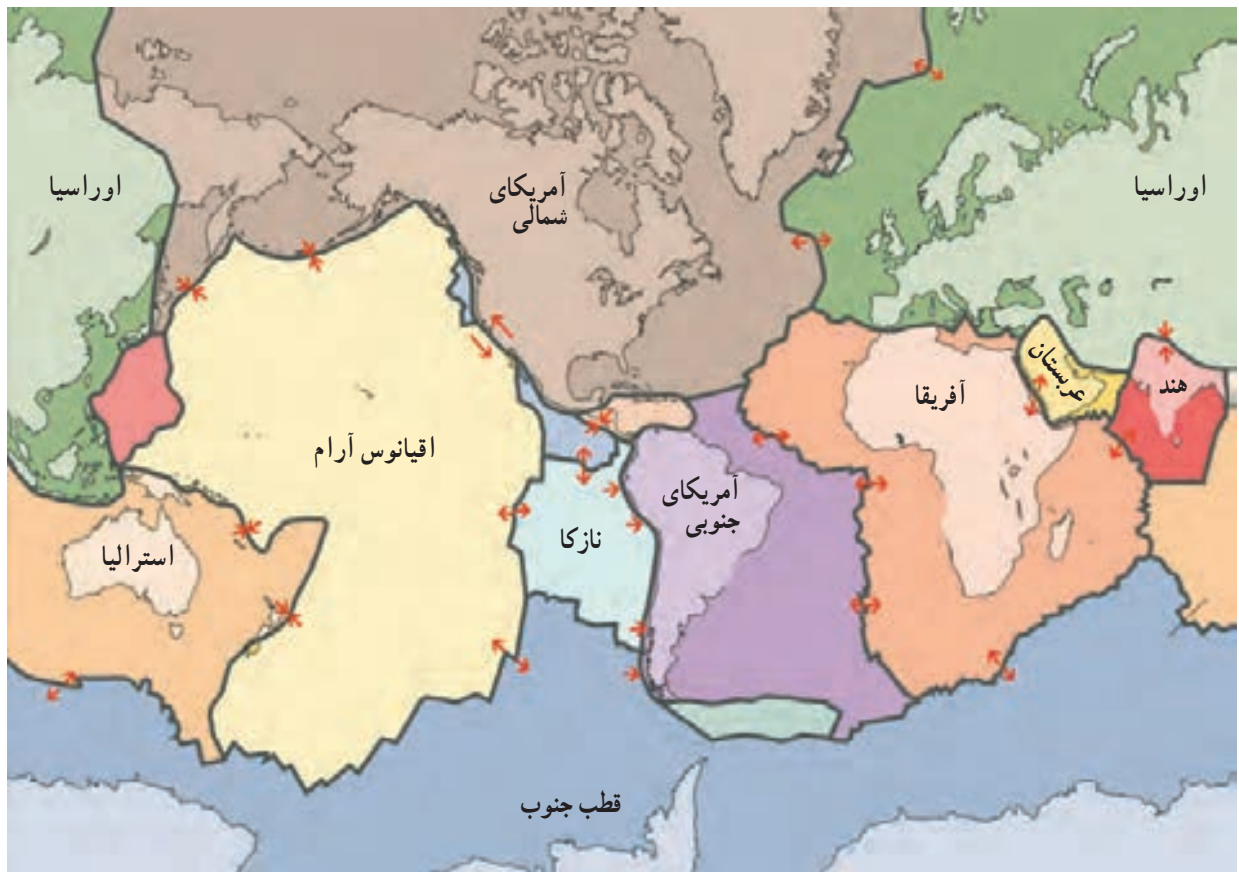 اوراسیا
آمریکای
شمالی
اوراسیا
عربستان
هند
آفریقا
اقیانوس آرام
آمریکای
جنوبی
نازکا
استرالیا
قطب جنوب